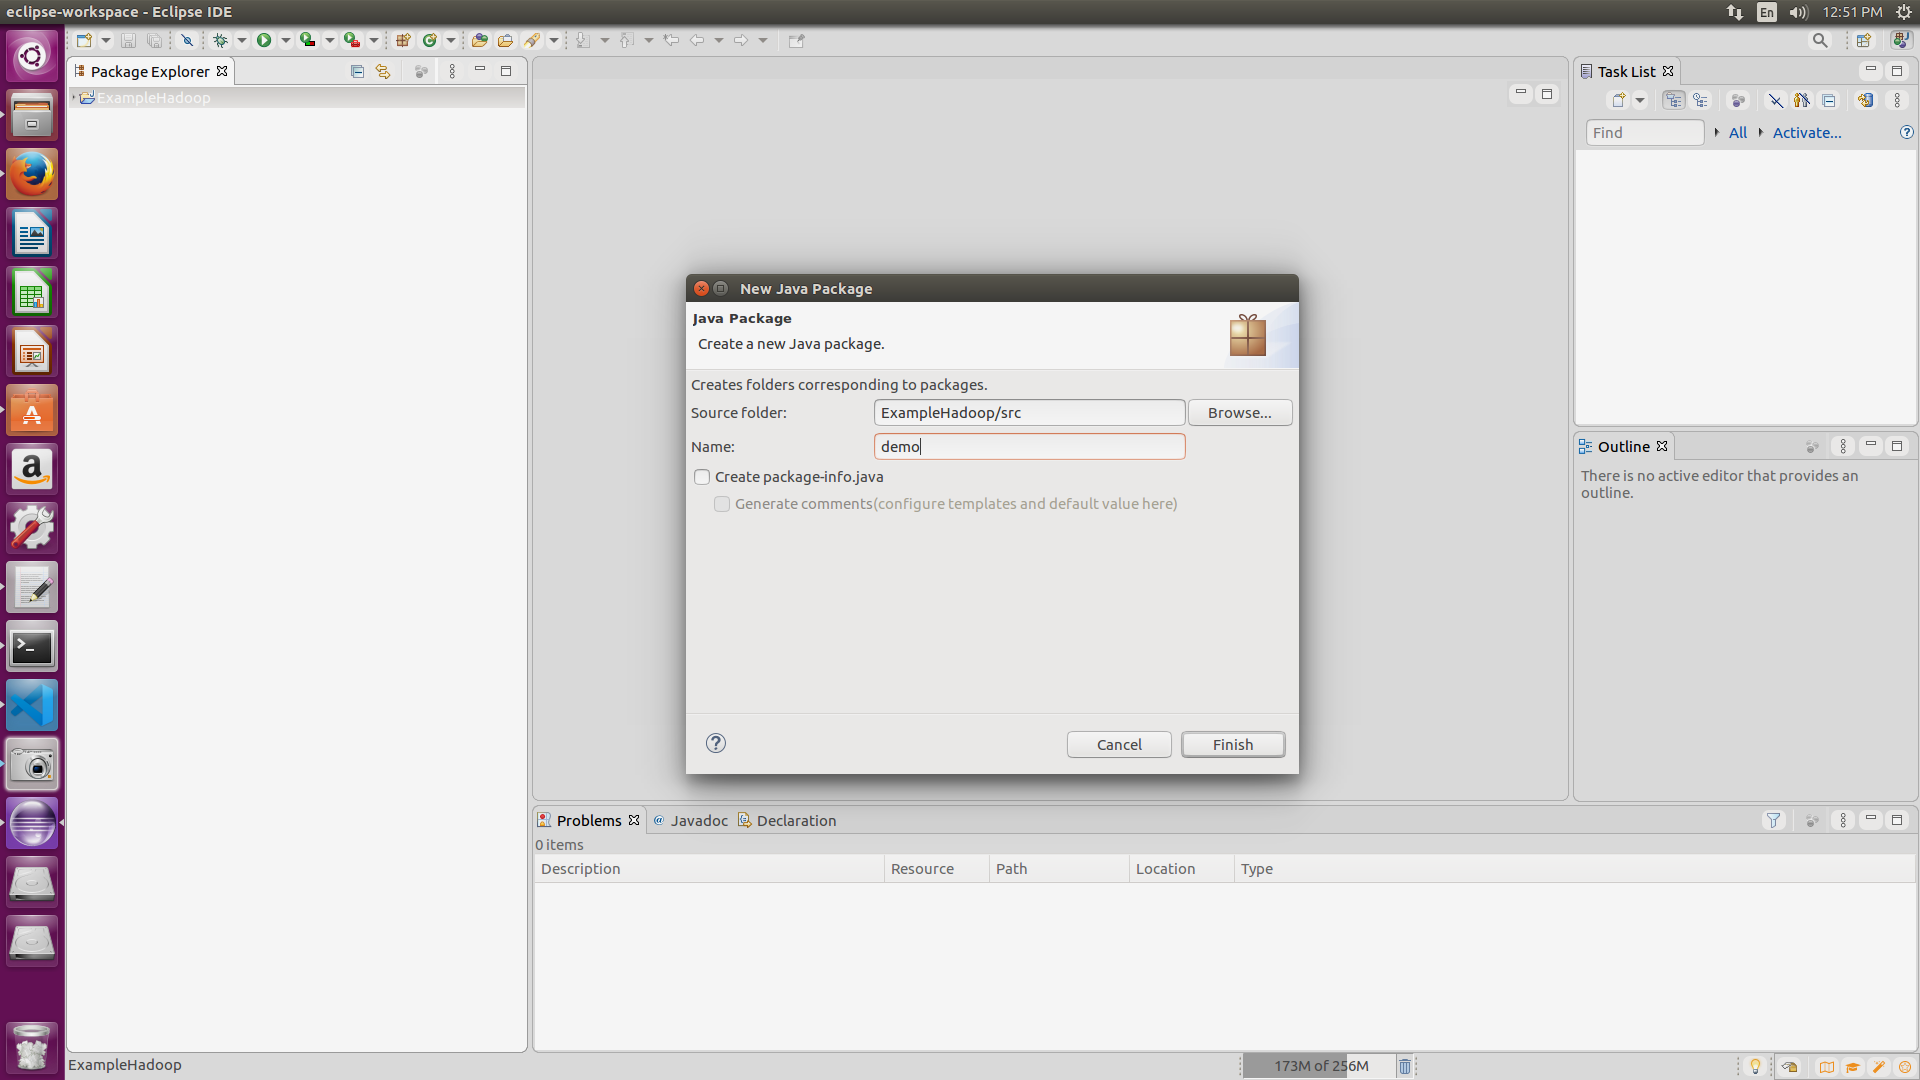 eclipse-workspace - Eclipse IDE
En
12:51 PM
Package Explorer
ExampleHadoop
Task List
Find
All
Activate...
New Java Package
Java Package
Create a new Java package.
Creates folders corresponding to packages.
Source folder:
ExampleHadoop/src
Browse...
Name:
demo
Create package-info.java
Generate comments(configure templates and default value here)
Cancel
Finish
Outline
There is no active editor that provides an
outline.
Problems
Javadoc
Declaration
0 items
Description
Resource
Path
Location
Type
ExampleHadoop
173M of 256M